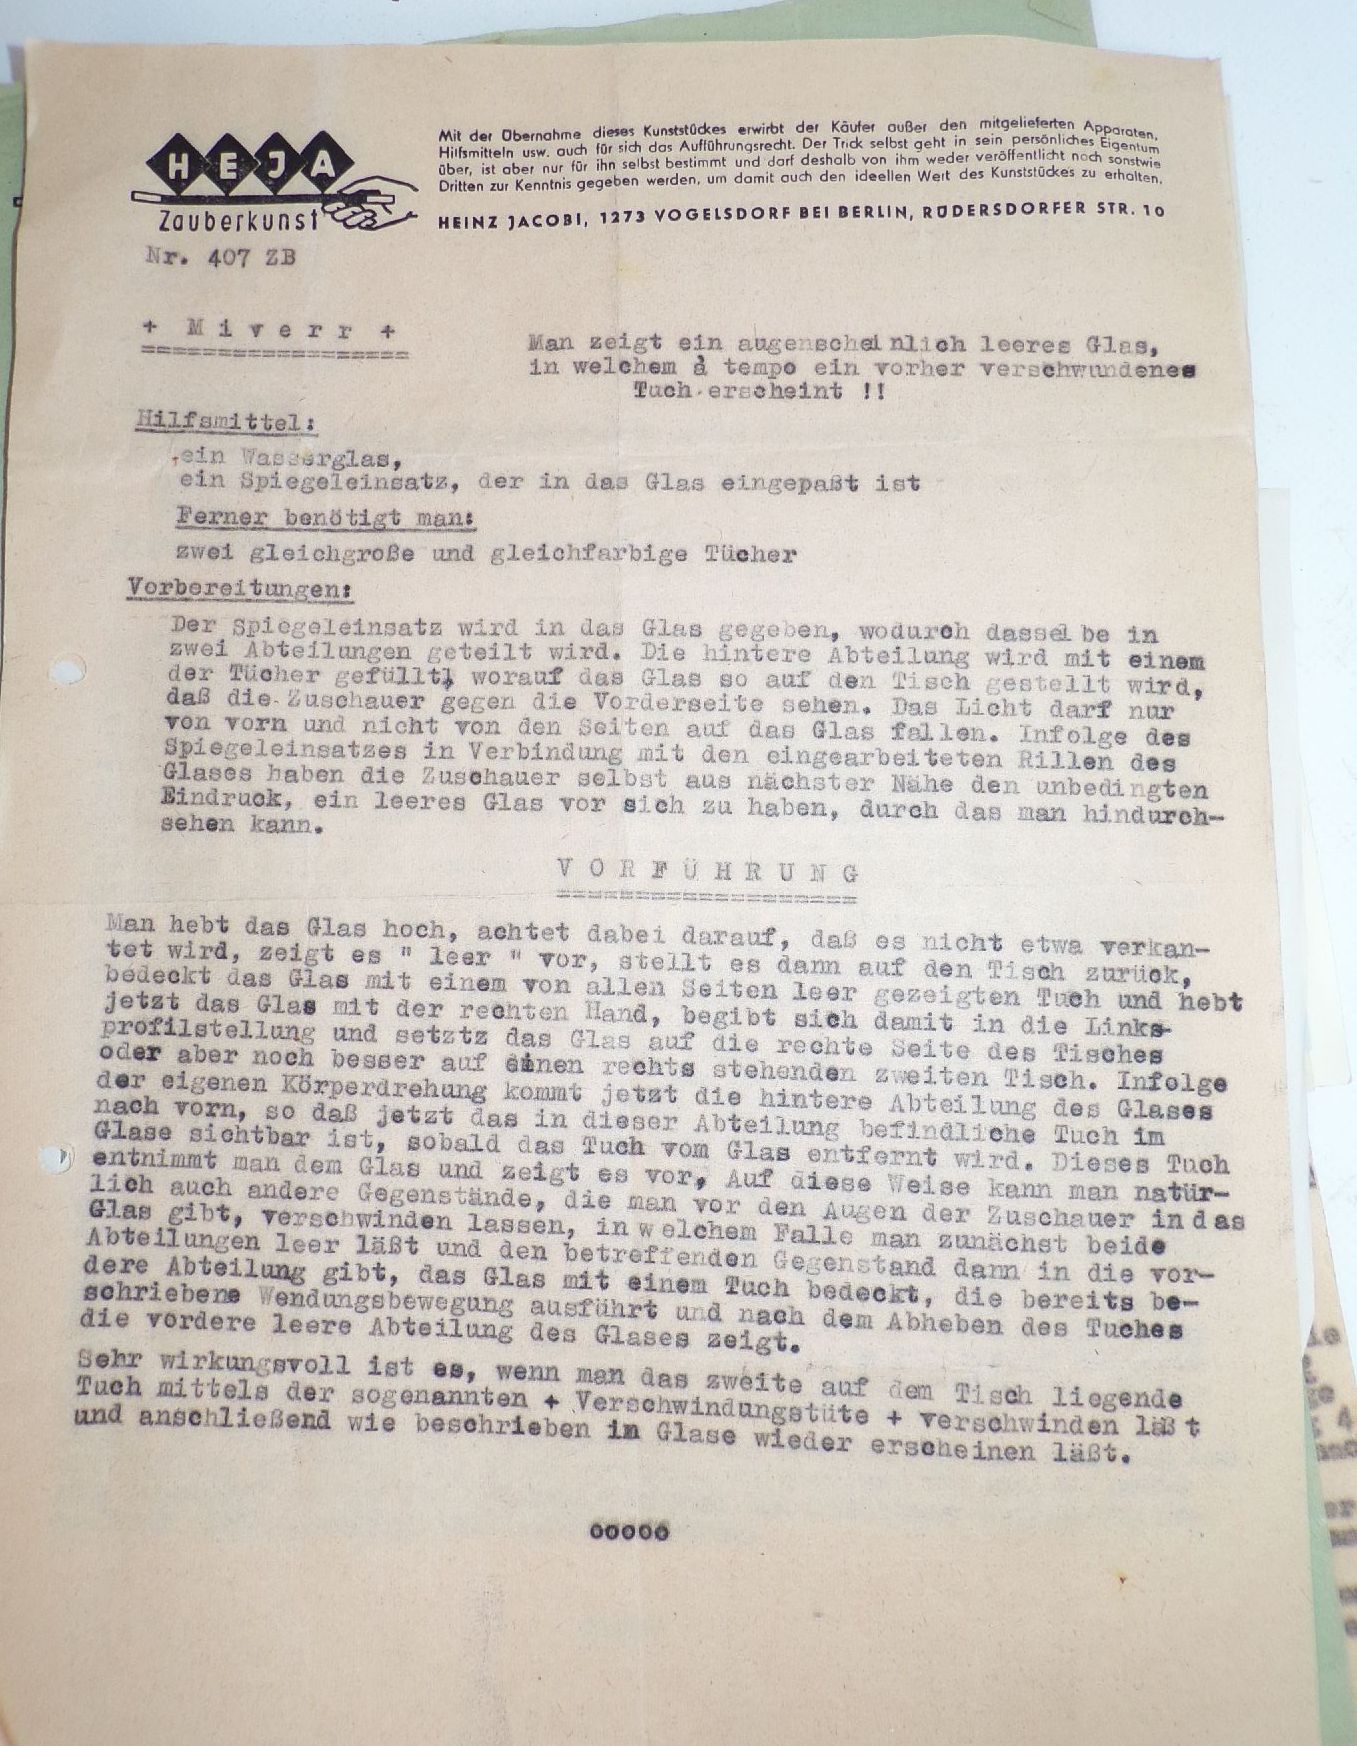 HEJA
Zauberkunst
Mit der Übernahme dieses Kunststückes erwirbt der Käufer außer den mitgelieferten Apparaten,
Hilfsmitteln usw. auch für sich das Aufführungsrecht. Der Trick selbst geht in sein persönliches Eigentum
über, ist aber nur für ihn selbst bestimmt und darf deshalb von ihm weder veröffentlicht noch sonstwie
Dritten zur Kenntnis gegeben werden, um damit auch den ideellen Wert des Kunststückes zu erhalten.
HEINZ JACOBI, 1273 VOGELSDORF BEI BERLIN, RÜDERSDORFER STR. 10
Nr. 407 ZB
+ M i v e r r +
==================
Man zeigt ein augenscheinlich leeres Glas,
in welchem à tempo ein vorher verschwundenes
Tuch erscheint !!
Hilfsmittel:
ein Wasserglas,
ein Spiegeleinsatz, der in das Glas eingepaßt ist
Ferner benötigt man:
zwei gleichgroße und gleichfarbige Tücher
Vorbereitungen:
Der Spiegeleinsatz wird in das Glas gegeben, wodurch dasselbe in
zwei Abteilungen geteilt wird. Die hintere Abteilung wird mit einem
der Tücher gefüllt, worauf das Glas so auf den Tisch gestellt wird,
daß die Zuschauer gegen die Vorderseite sehen. Das Licht darf nur
von vorn und nicht von den Seiten auf das Glas fallen. Infolge des
Spiegeleinsatzes in Verbindung mit den eingearbeiteten Rillen des
Glases haben die Zuschauer selbst aus nächster Nähe den unbedingten
Eindruck, ein leeres Glas vor sich zu haben, durch das man hindurch-
sehen kann.
V O R F Ü H R U N G
====================
Man hebt das Glas hoch, achtet dabei darauf, daß es nicht etwa verkan-
tet wird, zeigt es " leer " vor, stellt es dann auf den Tisch zurück,
bedeckt das Glas mit einem von allen Seiten leer gezeigten Tuch und hebt
jetzt das Glas mit der rechten Hand, begibt sich damit in die Links-
profilstellung und setztz das Glas auf die rechte Seite des Tisches
oder aber noch besser auf einen rechts stehenden zweiten Tisch. Infolge
der eigenen Körperdrehung kommt jetzt die hintere Abteilung des Glases
nach vorn, so daß jetzt das in dieser Abteilung befindliche Tuch im
Glase sichtbar ist, sobald das Tuch vom Glas entfernt wird. Dieses Tuch
entnimmt man dem Glas und zeigt es vor, Auf diese Weise kann man natür-
lich auch andere Gegenstände, die man vor den Augen der Zuschauer in das
Glas gibt, verschwinden lassen, in welchem Falle man zunächst beide
Abteilungen leer läßt und den betreffenden Gegenstand dann in die vor-
dere Abteilung gibt, das Glas mit einem Tuch bedeckt, die bereits be-
schriebene Wendungsbewegung ausführt und nach dem Abheben des Tuches
die vordere leere Abteilung des Glases zeigt.
Sehr wirkungsvoll ist es, wenn man das zweite auf dem Tisch liegende
Tuch mittels der sogenannten + Verschwindungstüte + verschwinden läßt
und anschließend wie beschrieben in Glase wieder erscheinen läßt.
ooooo